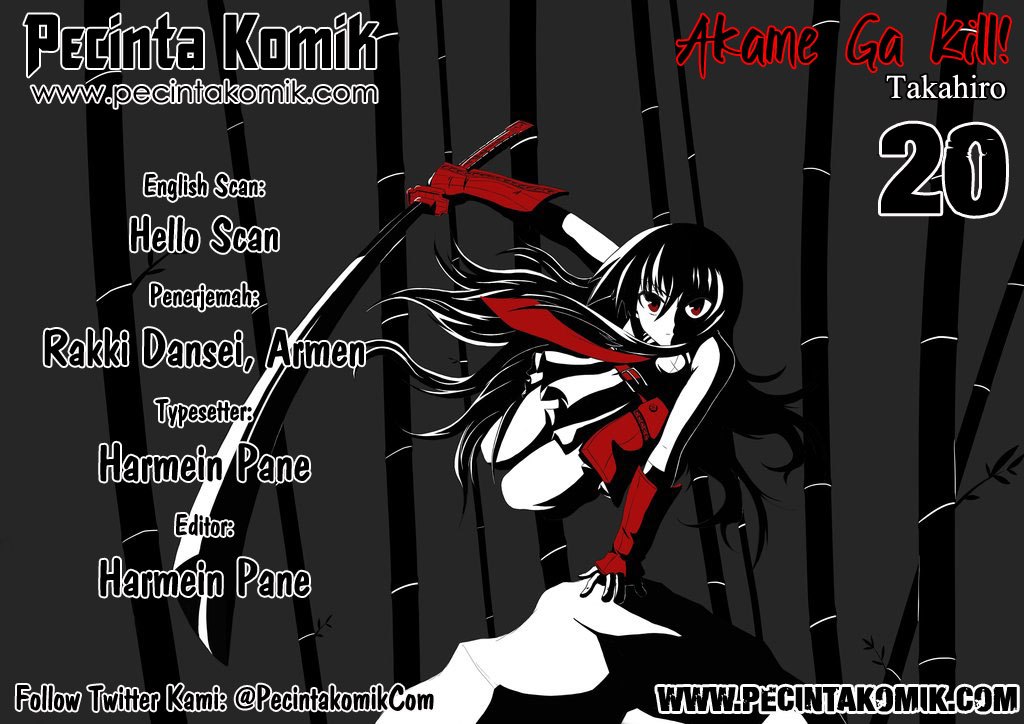 Pecinta Komik
www.pecintakomik.com
Akame Ga Kill!
Takahiro
20
English Scan:
Hello Scan
Penerjemah:
Rakki Dansei, Armen
Typesetter:
Harmein Pane
Editor:
Harmein Pane
Follow Twitter Kami: @PecintakomikCom
WWW.PECINTAKOMIK.COM